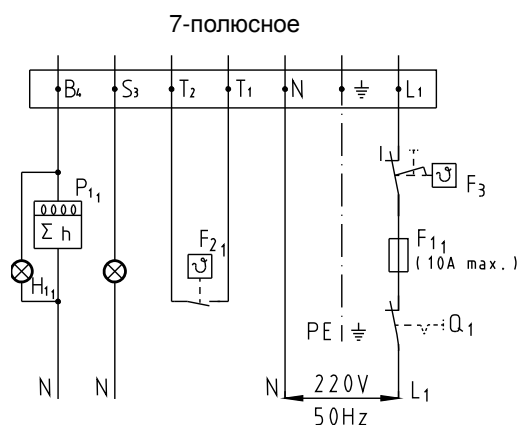 7-полюсное
B4 S3 T2 T1 N L1
P11
Σ h
H11
F21
ϑ
ϑ
F3
F11
(10A max.)
PE
Q1
N N N 220V L1
50Hz